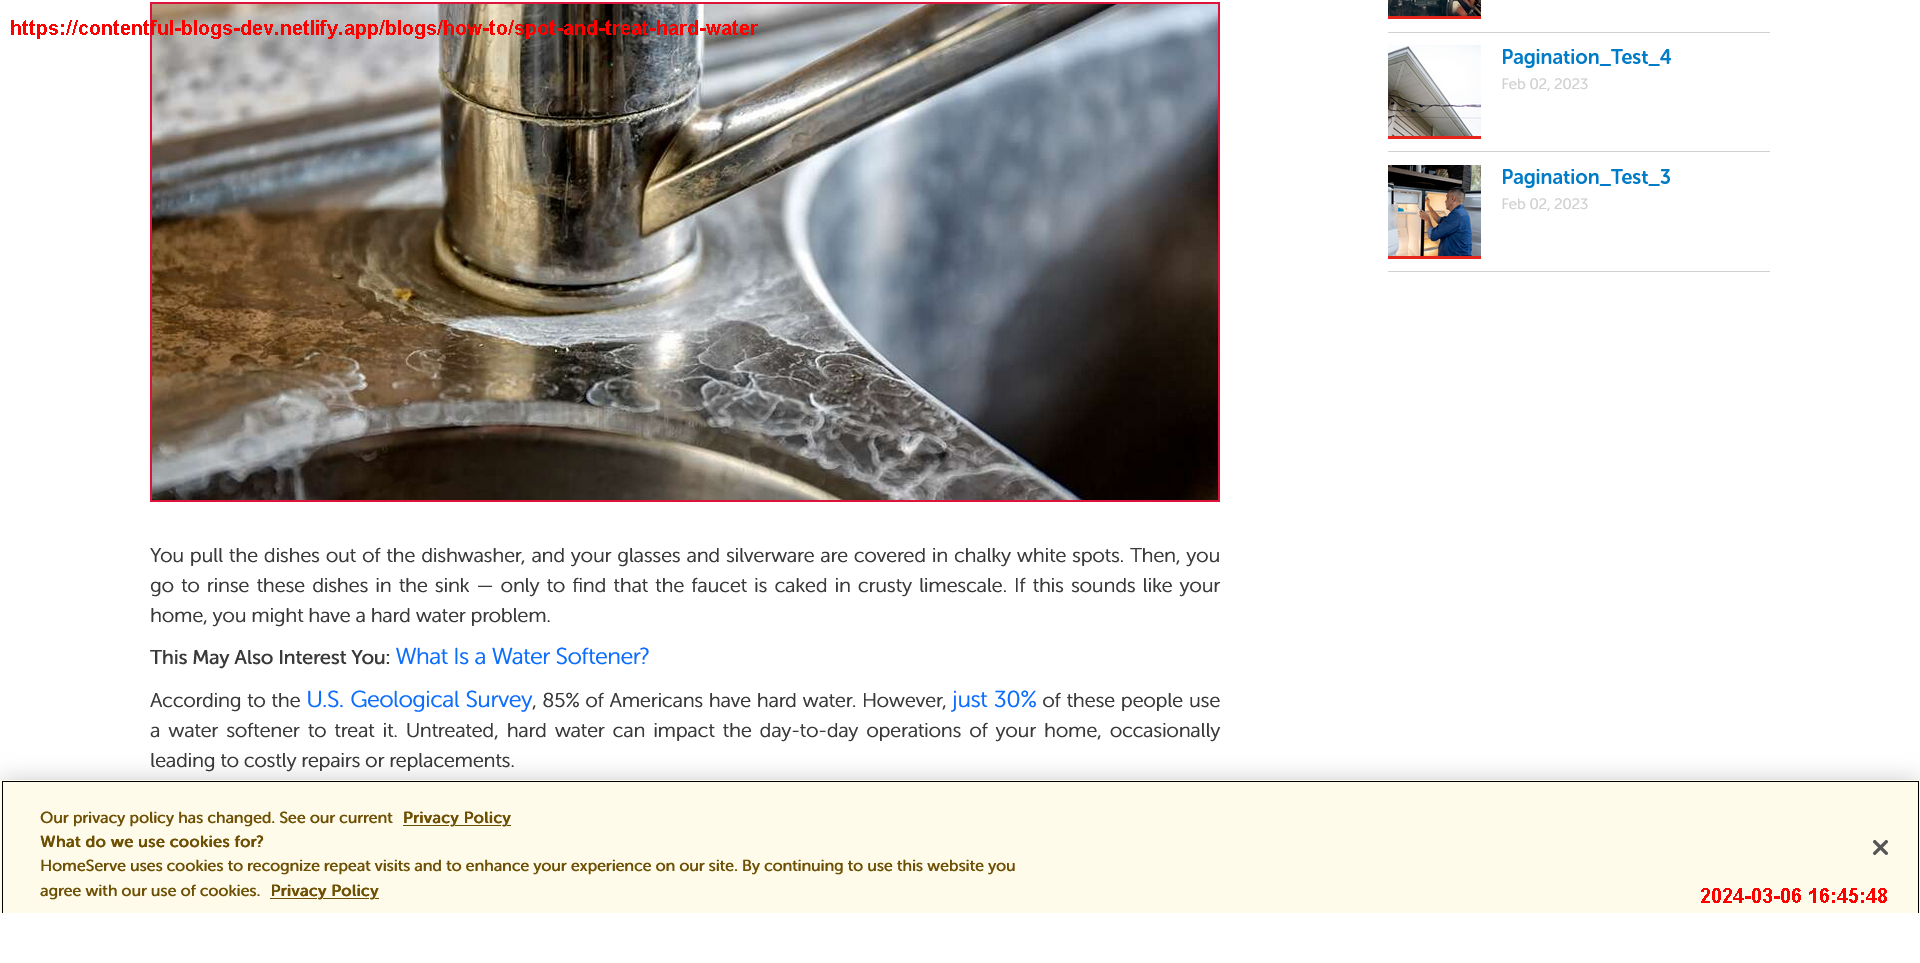 https://contentful-blogs-dev.netlify.app/blogs/how-to/spot-and-treat-hard-water
Pagination_Test_4
Feb 02, 2023
Pagination_Test_3
Feb 02, 2023
You pull the dishes out of the dishwasher, and your glasses and silverware are covered in chalky white spots. Then, you
go to rinse these dishes in the sink — only to find that the faucet is caked in crusty limescale. If this sounds like your
home, you might have a hard water problem.
This May Also Interest You: What Is a Water Softener?
According to the U.S. Geological Survey, 85% of Americans have hard water. However, just 30% of these people use
a water softener to treat it. Untreated, hard water can impact the day-to-day operations of your home, occasionally
leading to costly repairs or replacements.
Our privacy policy has changed. See our current Privacy Policy
What do we use cookies for?
HomeServe uses cookies to recognize repeat visits and to enhance your experience on our site. By continuing to use this website you
agree with our use of cookies. Privacy Policy
2024-03-06 16:45:48